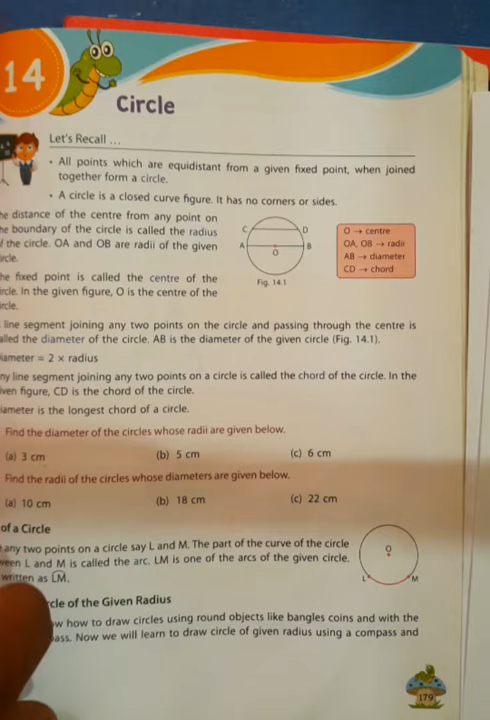 14
Circle
Let's Recall ...
• All points which are equidistant from a given fixed point, when joined
together form a circle.
• A circle is a closed curve figure. It has no corners or sides.
he distance of the centre from any point on
he boundary of the circle is called the radius
f the circle. OA and OB are radii of the given
ircle.
he fixed point is called the centre of the
ircle. In the given figure, O is the centre of the
ircle.
C
D
A
B
O
Fig. 14.1
O → centre
OA, OB → radii
AB → diameter
CD → chord
line segment joining any two points on the circle and passing through the centre is
alled the diameter of the circle. AB is the diameter of the given circle (Fig. 14.1).
iameter = 2 × radius
ny line segment joining any two points on a circle is called the chord of the circle. In the
iven figure, CD is the chord of the circle.
iameter is the longest chord of a circle.
Find the diameter of the circles whose radii are given below.
(a) 3 cm (b) 5 cm (c) 6 cm
Find the radii of the circles whose diameters are given below.
(a) 10 cm (b) 18 cm (c) 22 cm
of a Circle
any two points on a circle say L and M. The part of the curve of the circle
ween L and M is called the arc. LM is one of the arcs of the given circle.
written as L͡M.
O
L
M
rcle of the Given Radius
ow how to draw circles using round objects like bangles coins and with the
pass. Now we will learn to draw circle of given radius using a compass and
179